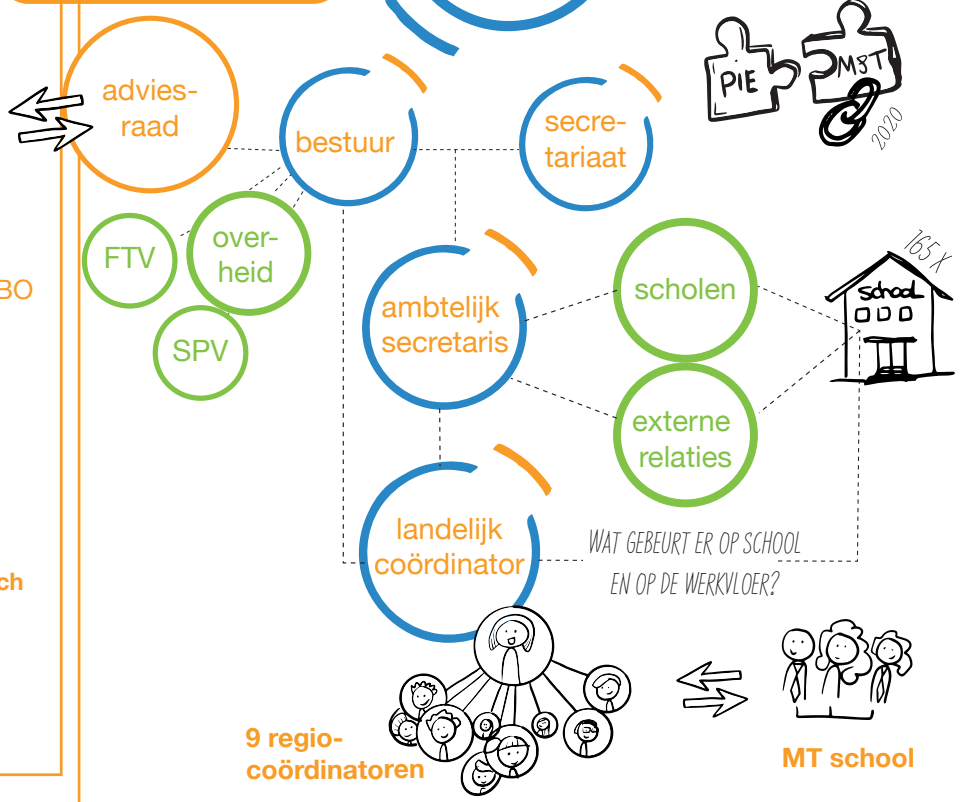 advies-
raad
bestuur
secre-
tariaat
PIE
M&T
2020
FTV
over-
heid
SPV
BO
ambtelijk
secretaris
scholen
externe
relaties
165 X
school
landelijk
coördinator
WAT GEBEURT ER OP SCHOOL
EN OP DE WERKVLOER?
ch
9 regio-
coördinatoren
MT school